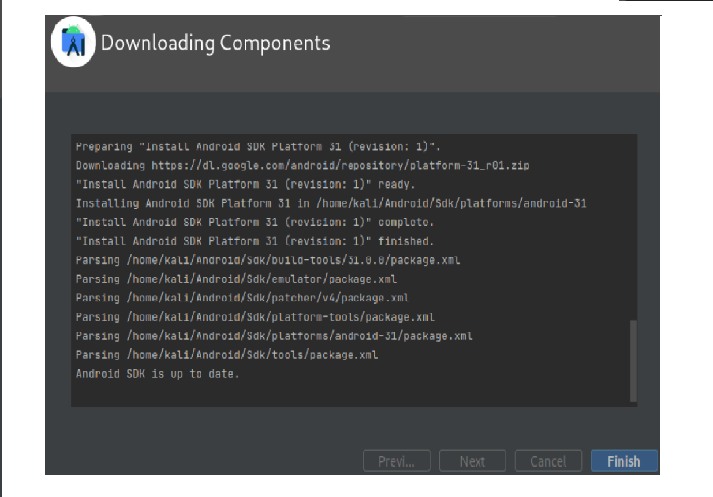 AI
Downloading Components
Preparing "Install Android SDK Platform 31 (revision: 1)".
Downloading https://dl.google.com/android/repository/platform-31_r01.zip
"Install Android SDK Platform 31 (revision: 1)" ready.
Installing Android SDK Platform 31 in /home/kali/Android/Sdk/platforms/android-31
"Install Android SDK Platform 31 (revision: 1)" complete.
"Install Android SDK Platform 31 (revision: 1)" finished.
Parsing /home/kali/Android/Sdk/build-tools/31.0.0/package.xml
Parsing /home/kali/Android/Sdk/emulator/package.xml
Parsing /home/kali/Android/Sdk/patcher/v4/package.xml
Parsing /home/kali/Android/Sdk/platform-tools/package.xml
Parsing /home/kali/Android/Sdk/platforms/android-31/package.xml
Parsing /home/kali/Android/Sdk/tools/package.xml
Android SDK is up to date.
Previ... Next Cancel Finish